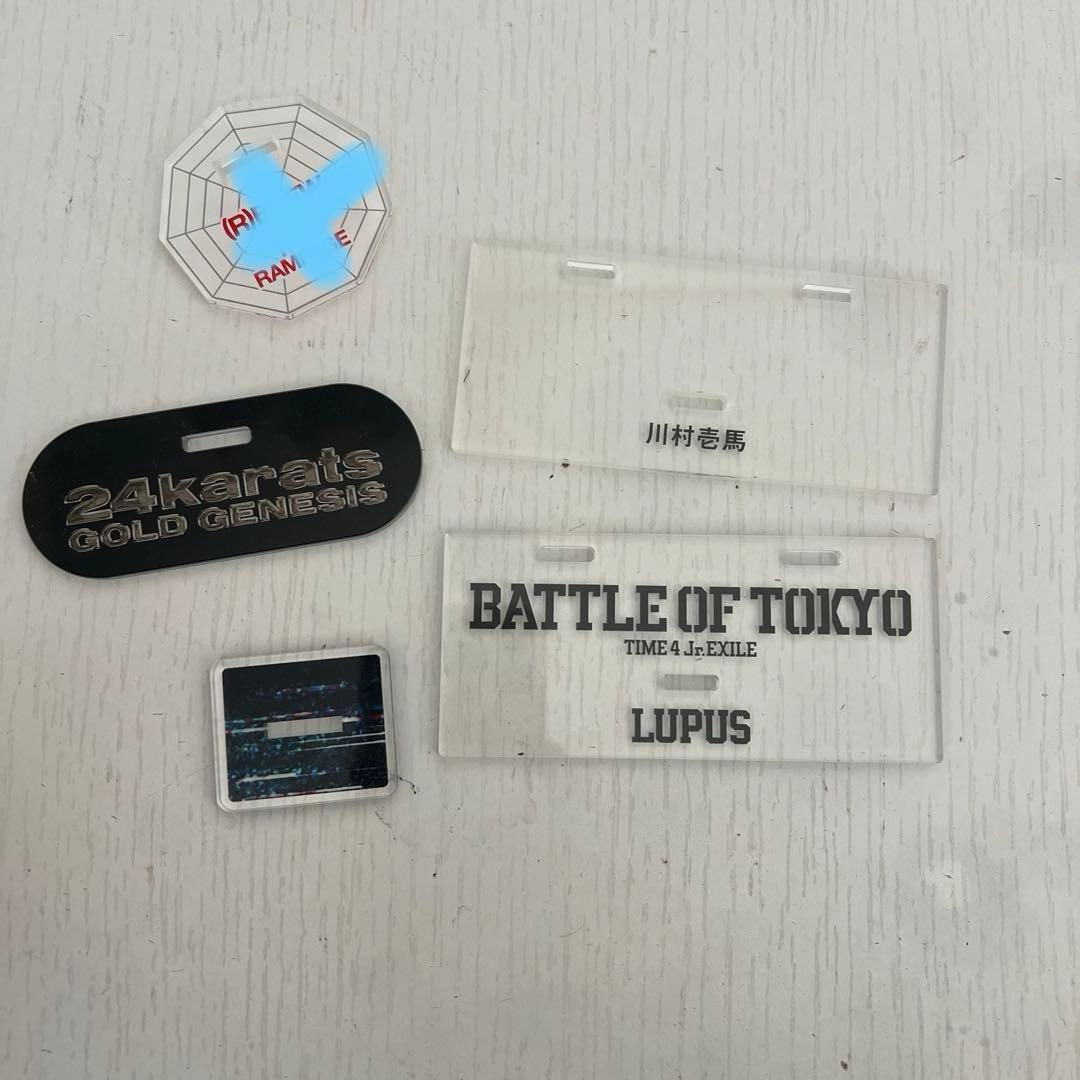 (R)
RAM E
24karats
GOLD GENESIS
川村壱馬
BATTLE OF TOKYO
TIME 4 Jr.EXILE
LUPUS